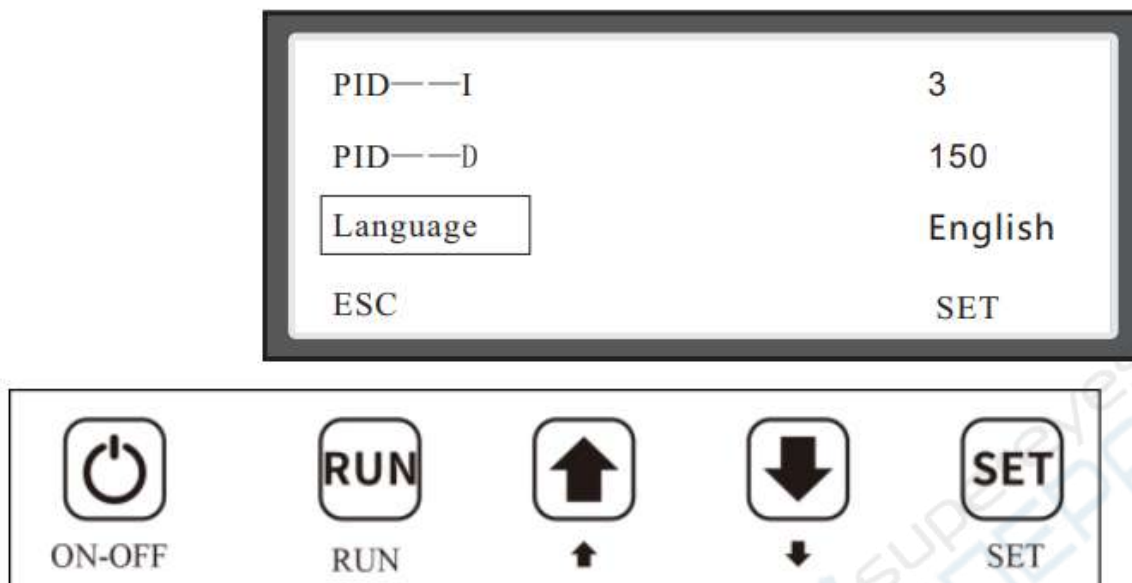 PID——I 3
PID——D 150
Language English
ESC SET
RUN SET
ON-OFF RUN SET